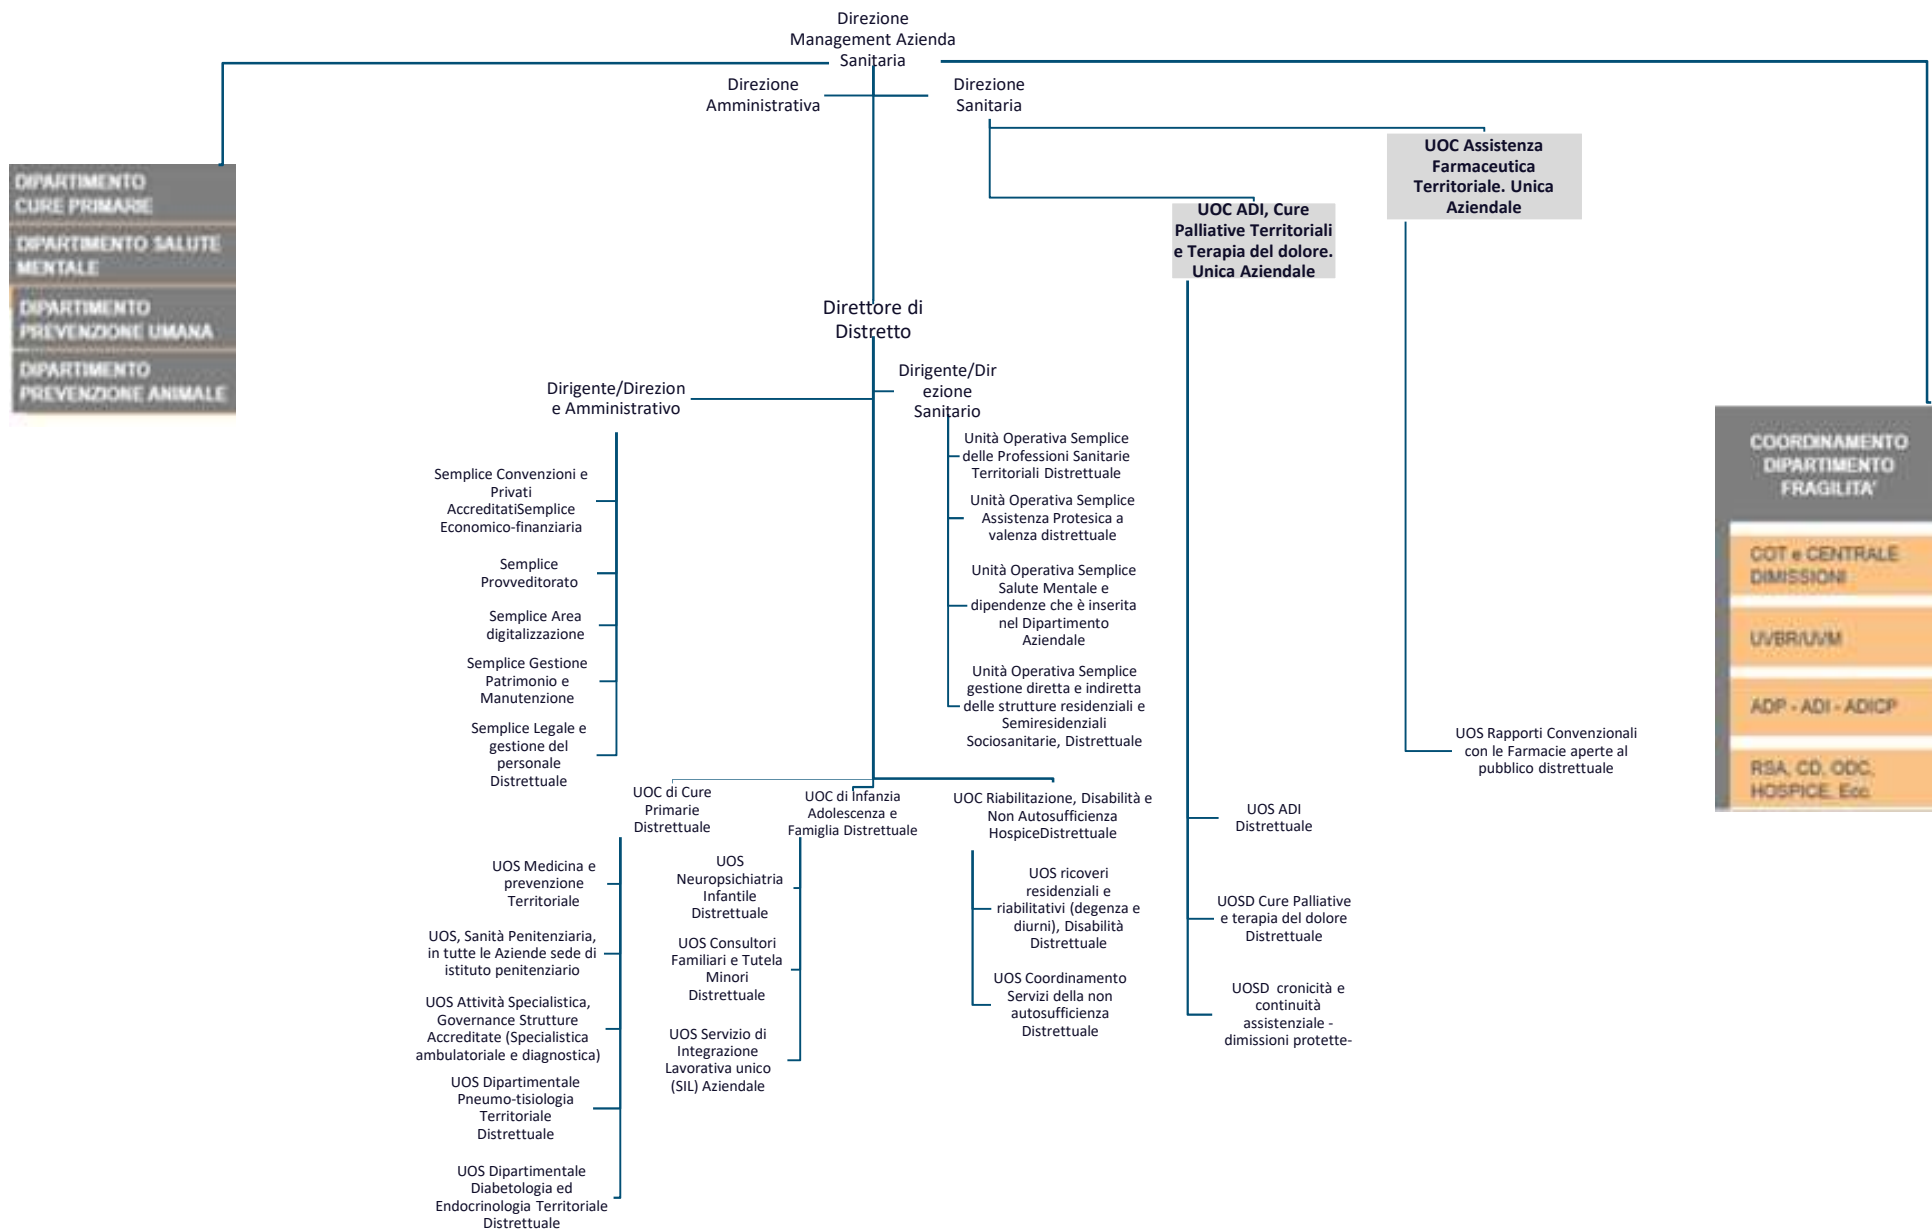 Direzione
Management Azienda
Sanitaria
Direzione
Amministrativa
Direzione
Sanitaria
UOC Assistenza
Farmaceutica
Territoriale. Unica
Aziendale
UOC ADI, Cure
Palliative Territoriali
e Terapia del dolore.
Unica Aziendale
DIPARTIMENTO
CURE PRIMARIE
DIPARTIMENTO SALUTE
MENTALE
DIPARTIMENTO
PREVENZIONE UMANA
DIPARTIMENTO
PREVENZIONE ANIMALE
Direttore di
Distretto
Dirigente/Direzion
e Amministrativo
Dirigente/Dir
ezione
Sanitario
Semplice Convenzioni e
Privati
AccreditatiSemplice
Economico-finanziaria
Semplice
Provveditorato
Semplice Area
digitalizzazione
Semplice Gestione
Patrimonio e
Manutenzione
Semplice Legale e
gestione del
personale
Distrettuale
Unità Operativa Semplice
delle Professioni Sanitarie
Territoriali Distrettuale
Unità Operativa Semplice
Assistenza Protesica a
valenza distrettuale
Unità Operativa Semplice
Salute Mentale e
dipendenze che è inserita
nel Dipartimento
Aziendale
Unità Operativa Semplice
gestione diretta e indiretta
delle strutture residenziali e
Semiresidenziali
Sociosanitarie, Distrettuale
COORDINAMENTO
DIPARTIMENTO
FRAGILITA'
COT e CENTRALE
DIMISSIONI
UVBR/UVM
ADP - ADI - ADICP
RSA, CD, ODC,
HOSPICE, Ecc
UOS Rapporti Convenzionali
con le Farmacie aperte al
pubblico distrettuale
UOC di Cure
Primarie
Distrettuale
UOS Medicina e
prevenzione
Territoriale
UOS, Sanità Penitenziaria,
in tutte le Aziende sede di
istituto penitenziario
UOS Attività Specialistica,
Governance Strutture
Accreditate (Specialistica
ambulatoriale e diagnostica)
UOS Dipartimentale
Pneumo-tisiologia
Territoriale
Distrettuale
UOS Dipartimentale
Diabetologia ed
Endocrinologia Territoriale
Distrettuale
UOC di Infanzia
Adolescenza e
Famiglia Distrettuale
UOS
Neuropsichiatria
Infantile
Distrettuale
UOS Consultori
Familiari e Tutela
Minori
Distrettuale
UOS Servizio di
Integrazione
Lavorativa unico
(SIL) Aziendale
UOC Riabilitazione, Disabilità e
Non Autosufficienza
HospiceDistrettuale
UOS ricoveri
residenziali e
riabilitativi (degenza e
diurni), Disabilità
Distrettuale
UOS Coordinamento
Servizi della non
autosufficienza
Distrettuale
UOS ADI
Distrettuale
UOSD Cure Palliative
e terapia del dolore
Distrettuale
UOSD cronicità e
continuità
assistenziale -
dimissioni protette-